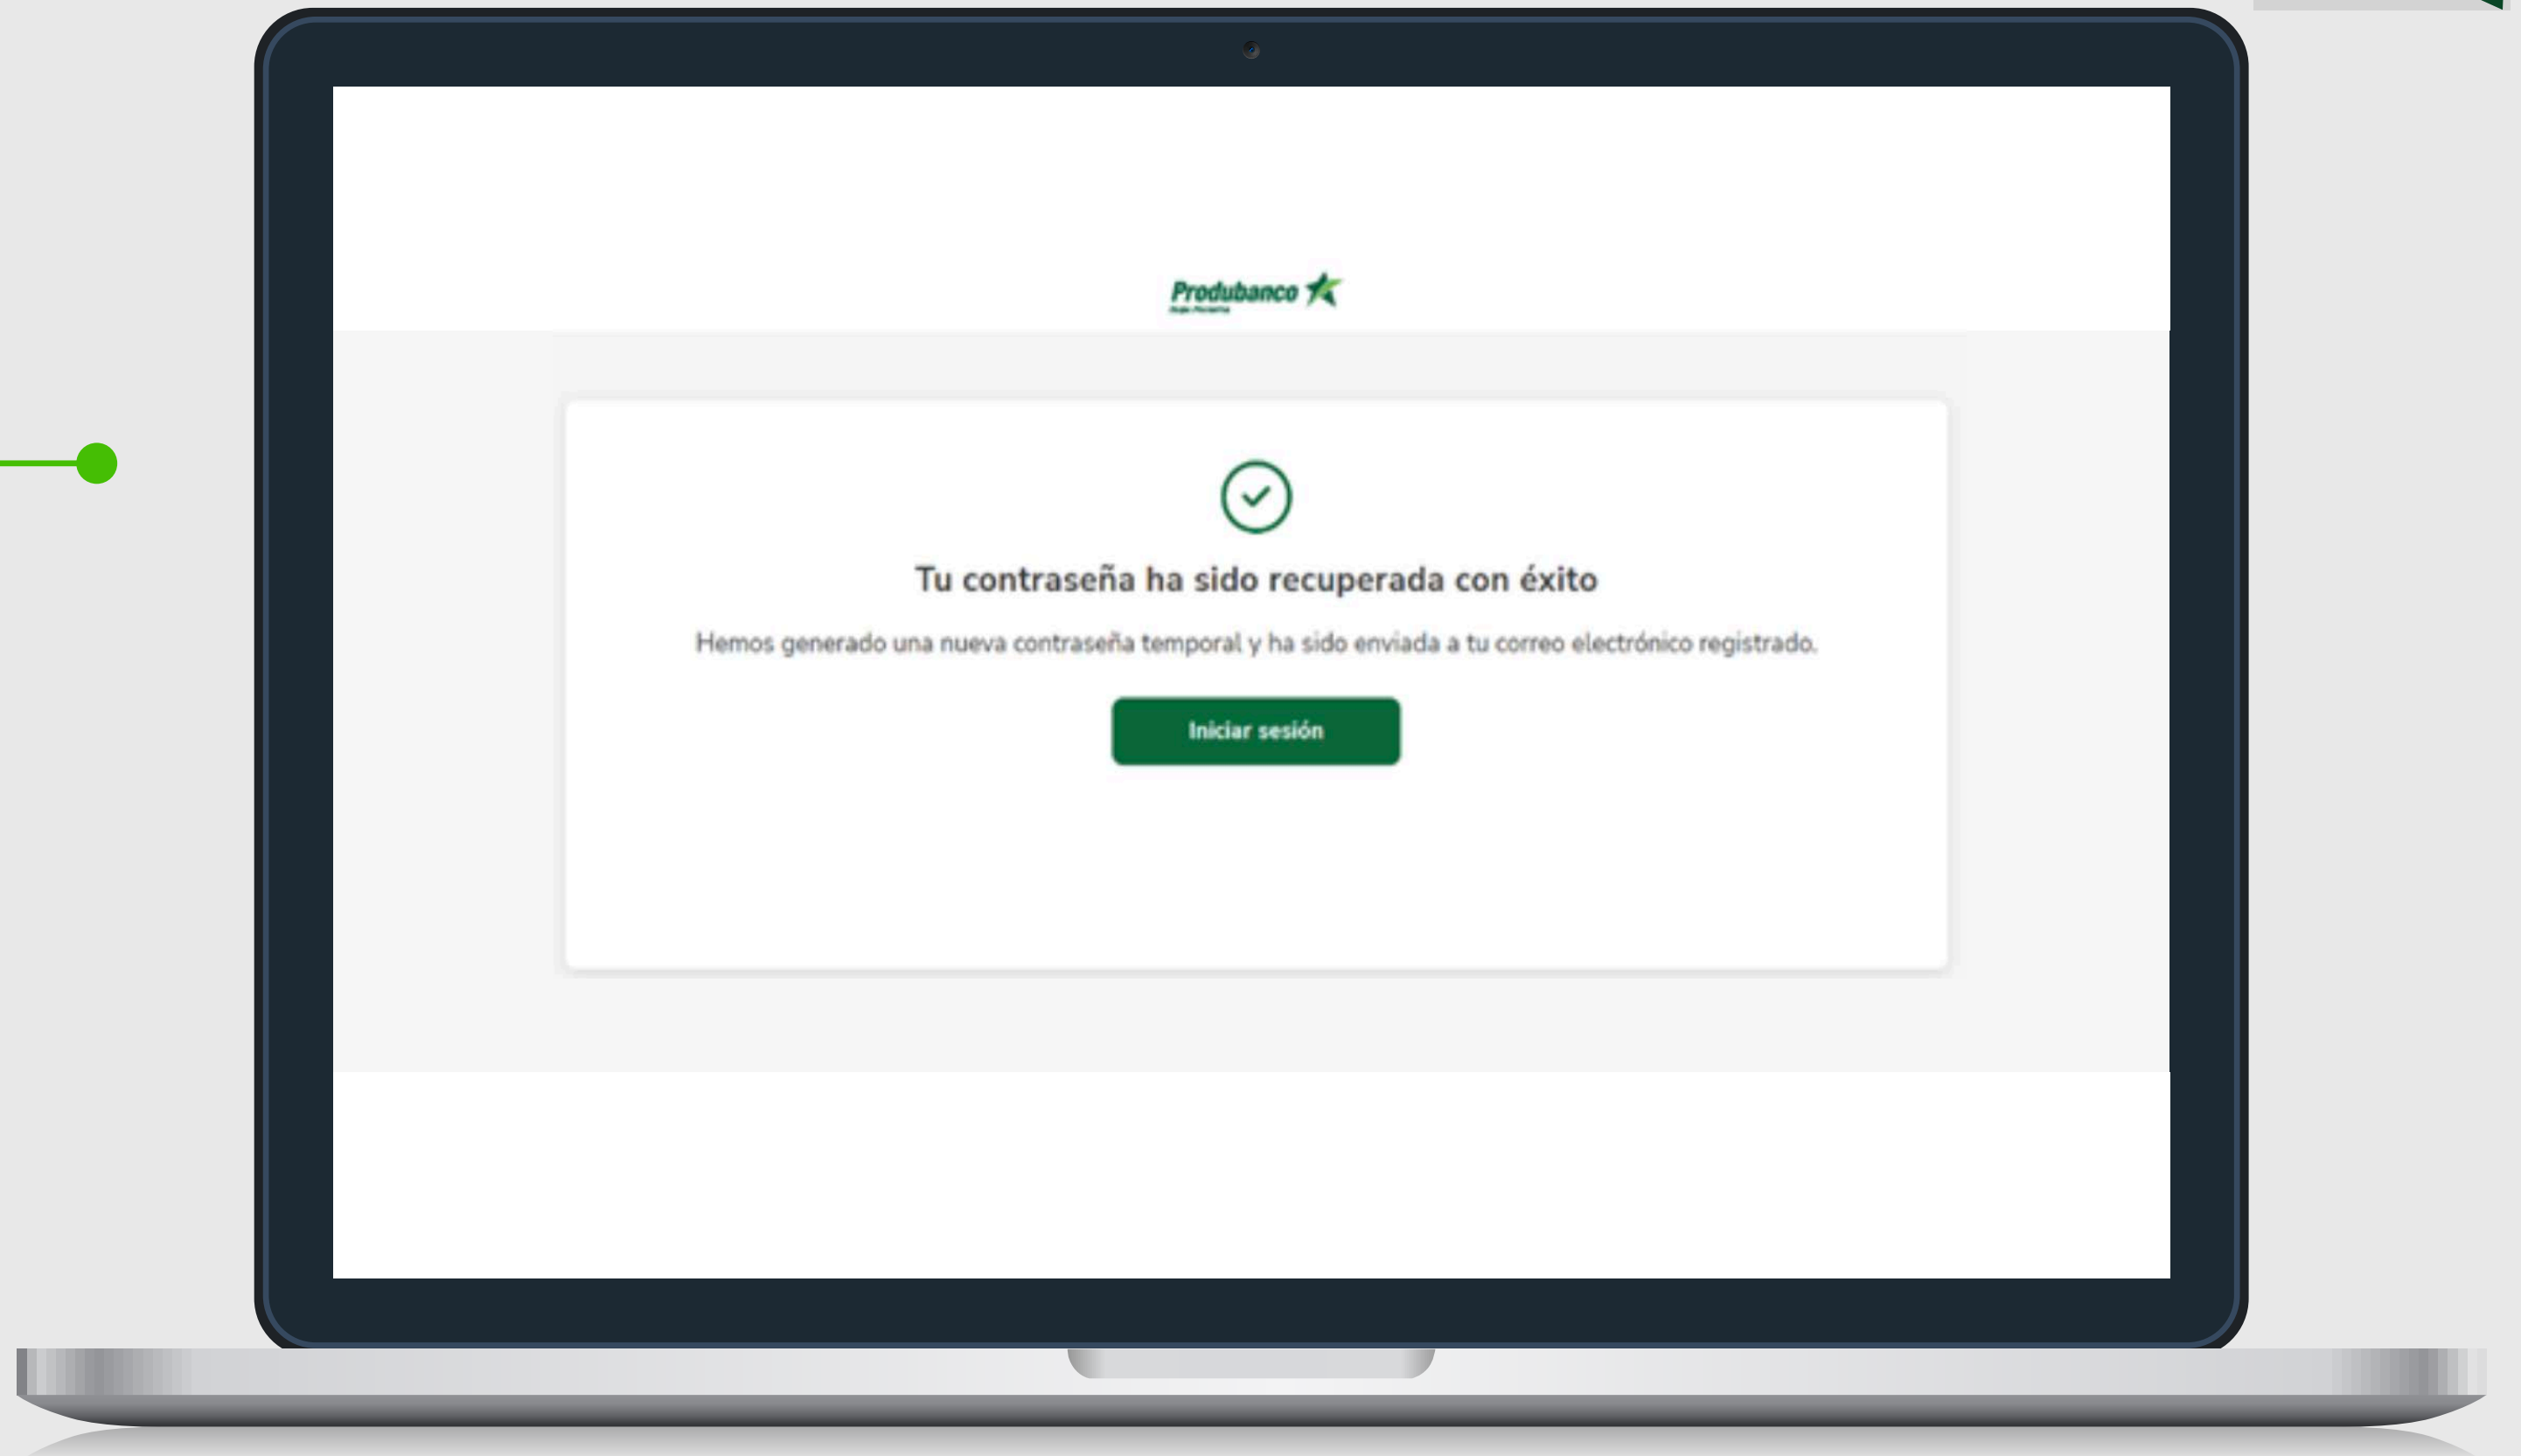 Produbanco
Tu contraseña ha sido recuperada con éxito
Hemos generado una nueva contraseña temporal y ha sido enviada a tu correo electrónico registrado.
Iniciar sesión